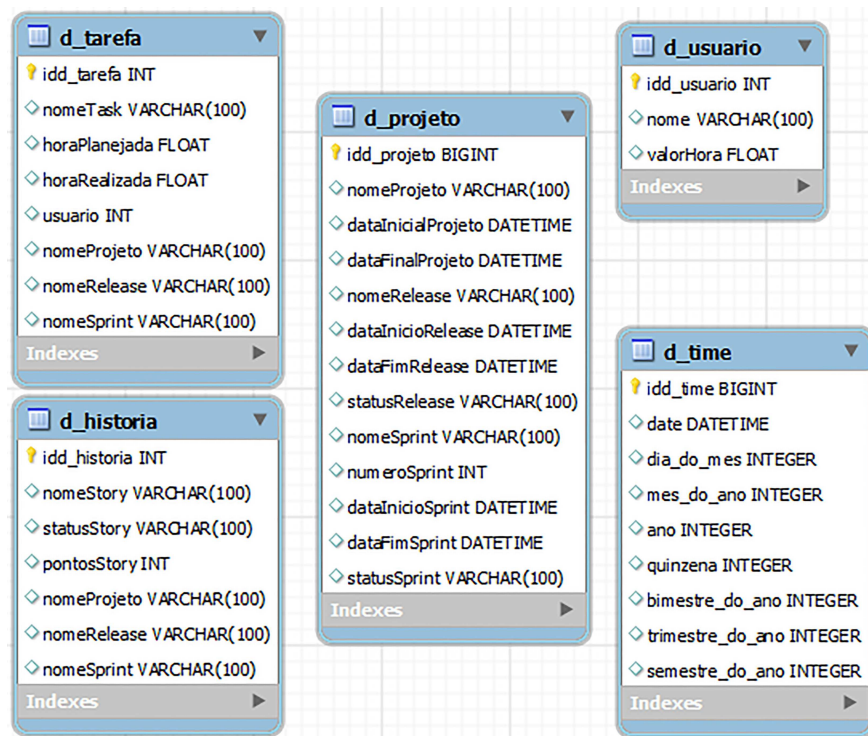 d_tarefa
idd_tarefa INT
nomeTask VARCHAR(100)
horaPlanejada FLOAT
horaRealizada FLOAT
usuario INT
nomeProjeto VARCHAR(100)
nomeRelease VARCHAR(100)
nomeSprint VARCHAR(100)
Indexes
d_historia
idd_historia INT
nomeStory VARCHAR(100)
statusStory VARCHAR(100)
pontosStory INT
nomeProjeto VARCHAR(100)
nomeRelease VARCHAR(100)
nomeSprint VARCHAR(100)
Indexes
d_projeto
idd_projeto BIGINT
nomeProjeto VARCHAR(100)
dataInicialProjeto DATETIME
dataFinalProjeto DATETIME
nomeRelease VARCHAR(100)
dataInicioRelease DATETIME
dataFimRelease DATETIME
statusRelease VARCHAR(100)
nomeSprint VARCHAR(100)
numeroSprint INT
dataInicioSprint DATETIME
dataFimSprint DATETIME
statusSprint VARCHAR(100)
Indexes
d_usuario
idd_usuario INT
nome VARCHAR(100)
valorHora FLOAT
Indexes
d_time
idd_time BIGINT
date DATETIME
dia_do_mes INTEGER
mes_do_ano INTEGER
ano INTEGER
quinzena INTEGER
bimestre_do_ano INTEGER
trimestre_do_ano INTEGER
semestre_do_ano INTEGER
Indexes